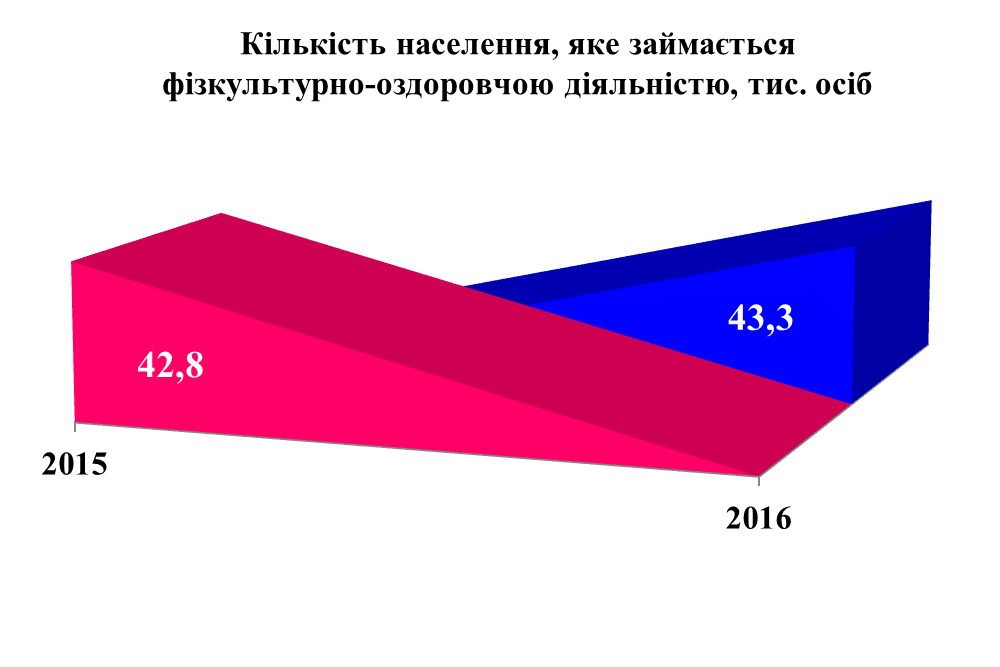 Кількість населення, яке займається
фізкультурно-оздоровчою діяльністю, тис. осіб
43,3
42,8
2015
2016